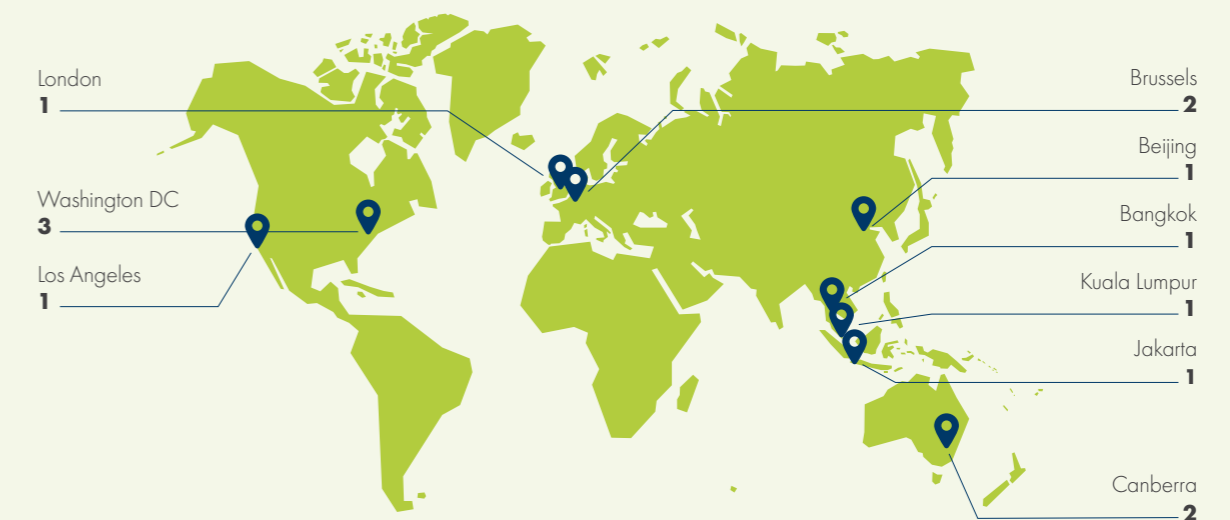 London
1
Washington DC
3
Los Angeles
1
Brussels
2
Beijing
1
Bangkok
1
Kuala Lumpur
1
Jakarta
1
Canberra
2